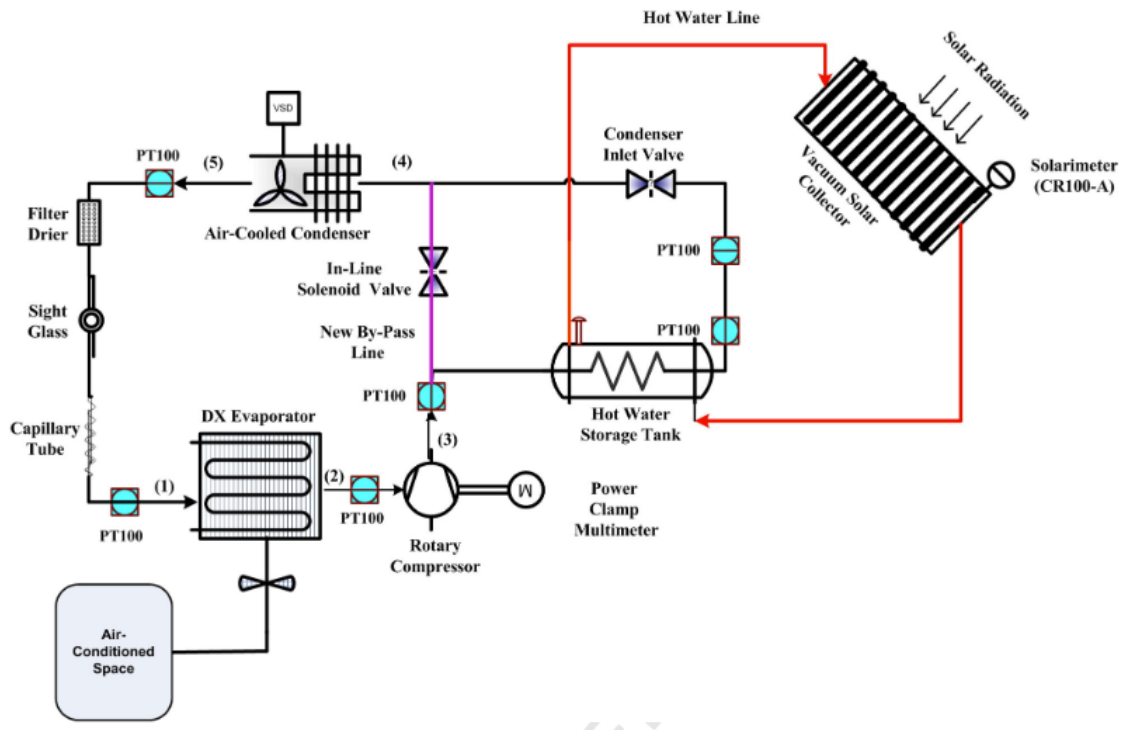 Hot Water Line
Solar Radiation
VSD
Condenser
Inlet Valve
PT100
(5)
(4)
Solarimeter
(CR100-A)
Vacuum Solar
Collector
Filter
Drier
Air-Cooled Condenser
PT100
In-Line
Solenoid Valve
Sight
Glass
New By-Pass
Line
PT100
PT100
DX Evaporator
Hot Water
Storage Tank
Capillary
Tube
(3)
(1)
(2)
M
PT100
PT100
Power
Clamp
Multimeter
Rotary
Compressor
Air-
Conditioned
Space